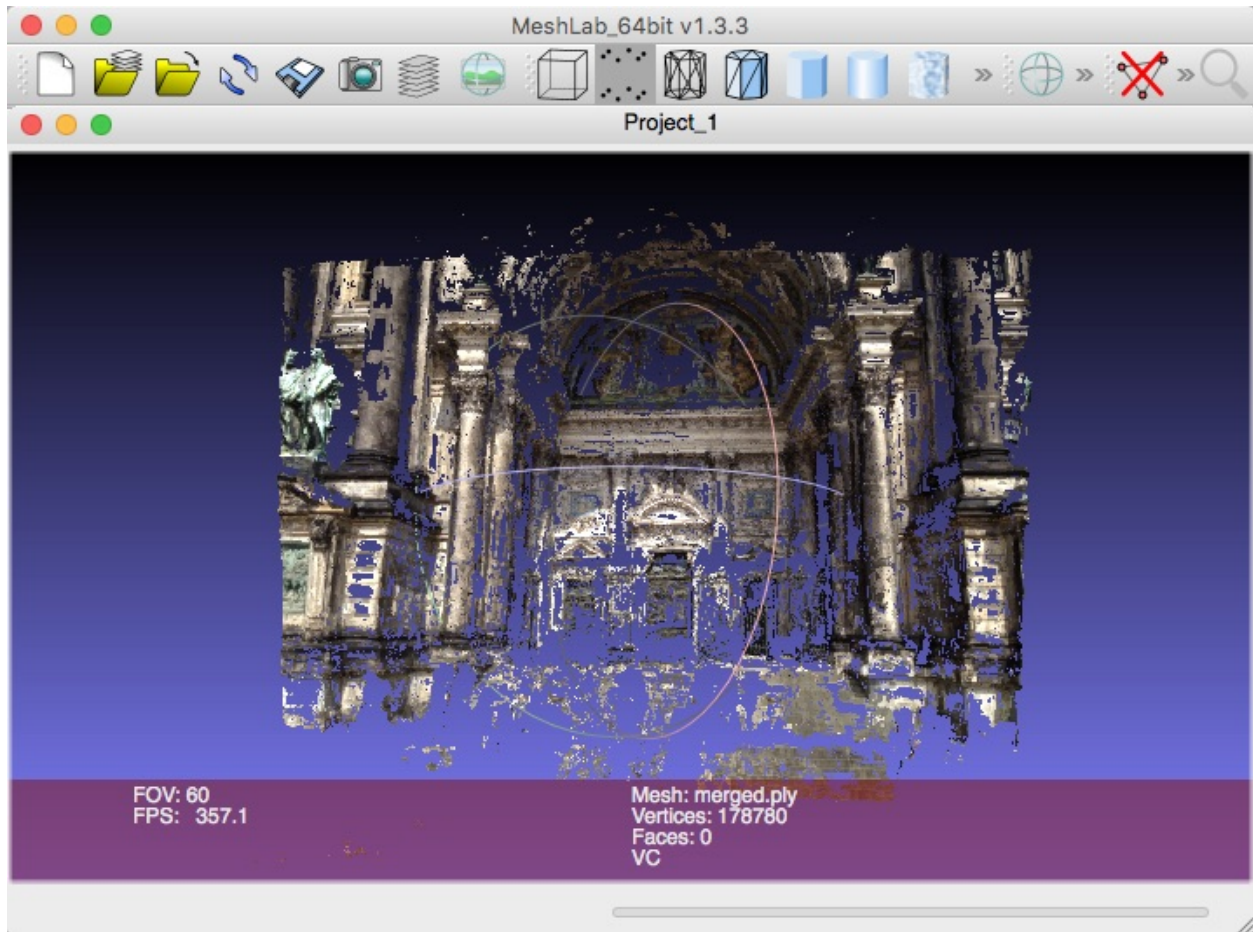 MeshLab_64bit v1.3.3
Project_1
FOV: 60
FPS: 357.1
Mesh: merged.ply
Vertices: 178780
Faces: 0
VC